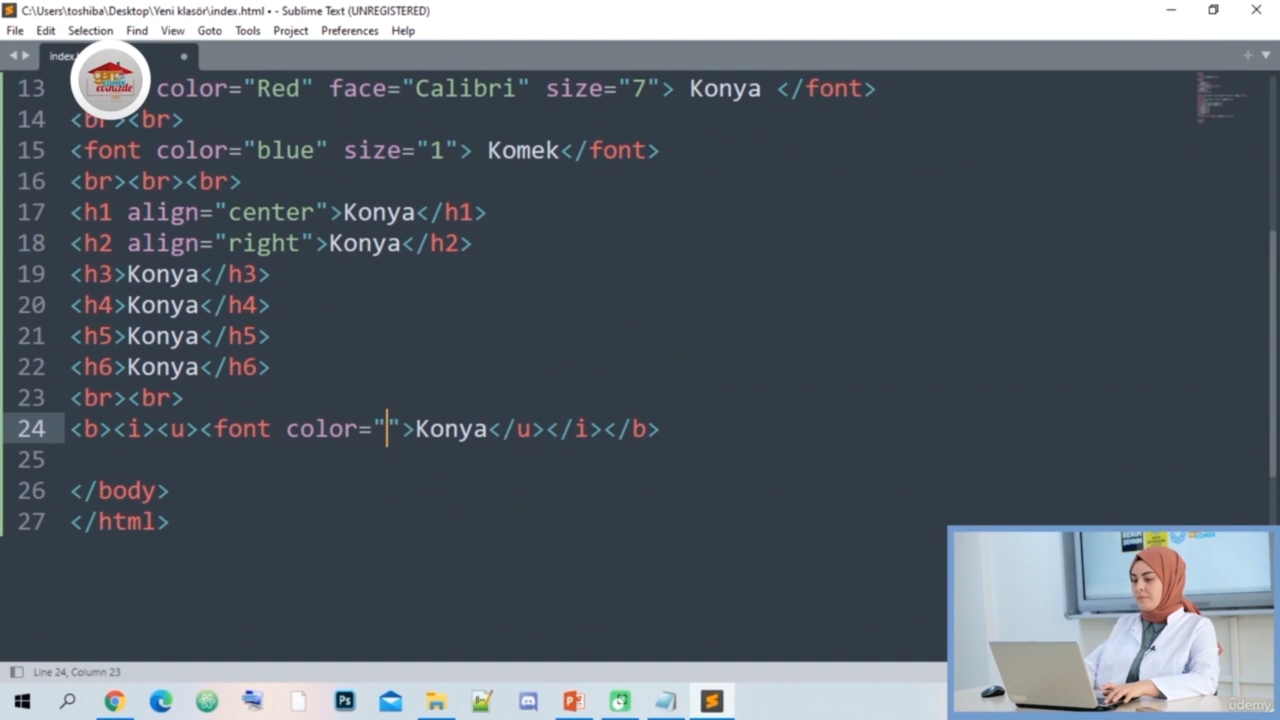 C:\Users\toshiba\Desktop\Yeni klasör\index.html • - Sublime Text (UNREGISTERED)
File Edit Selection Find View Goto Tools Project Preferences Help
evinizde
13 color="Red" face="Calibri" size="7"> Konya </font>
14 <br><br>
15 <font color="blue" size="1"> Komek</font>
16 <br><br><br>
17 <h1 align="center">Konya</h1>
18 <h2 align="right">Konya</h2>
19 <h3>Konya</h3>
20 <h4>Konya</h4>
21 <h5>Konya</h5>
22 <h6>Konya</h6>
23 <br><br>
24 <b><i><u><font color="">Konya</u></i></b>
25
26 </body>
27 </html>
Line 24, Column 23
Ps
ûdemy